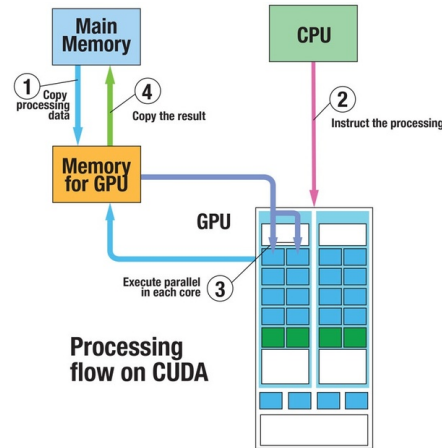 Main
Memory
CPU
1
Copy
processing
data
4
Copy the result
2
Instruct the processing
Memory
for GPU
GPU
Execute parallel
in each core
3
Processing
flow on CUDA